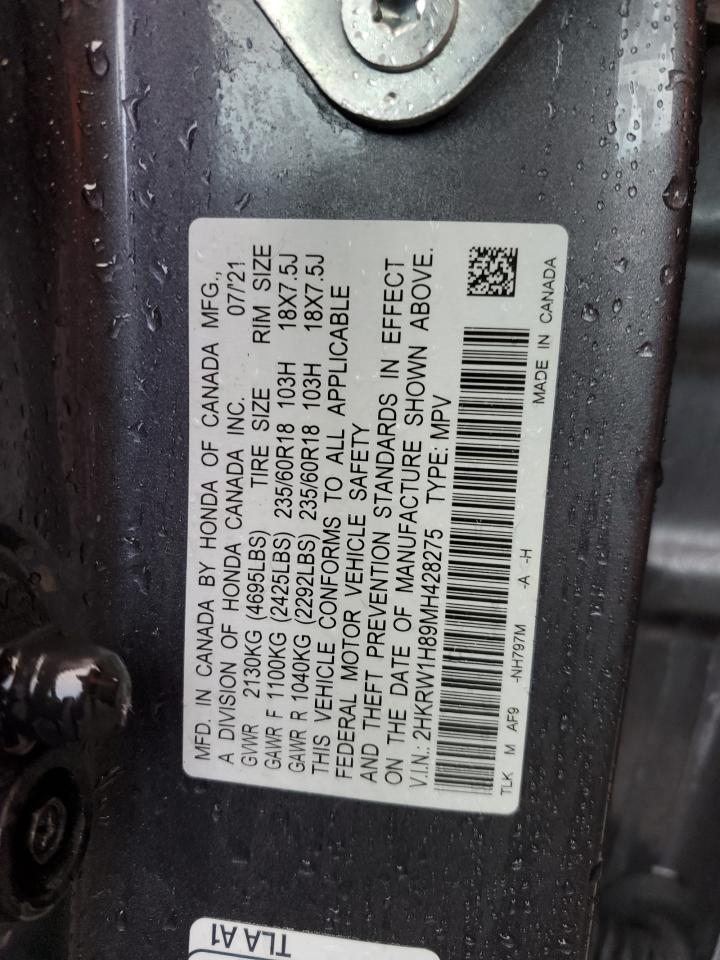 MFD. IN CANADA BY HONDA OF CANADA MFG.,
A DIVISION OF HONDA CANADA INC. 07/'21
GVWR 2130KG (4695LBS) TIRE SIZE RIM SIZE
GAWR F 1100KG (2425LBS) 235/60R18 103H 18X7.5J
GAWR R 1040KG (2292LBS) 235/60R18 103H 18X7.5J
THIS VEHICLE CONFORMS TO ALL APPLICABLE
FEDERAL MOTOR VEHICLE SAFETY
AND THEFT PREVENTION STANDARDS IN EFFECT
ON THE DATE OF MANUFACTURE SHOWN ABOVE.
V.I.N.: 2HKRW1H89MH428275 TYPE: MPV
TLK M AF9 -NH797M -A -H
MADE IN CANADA
TLA A1